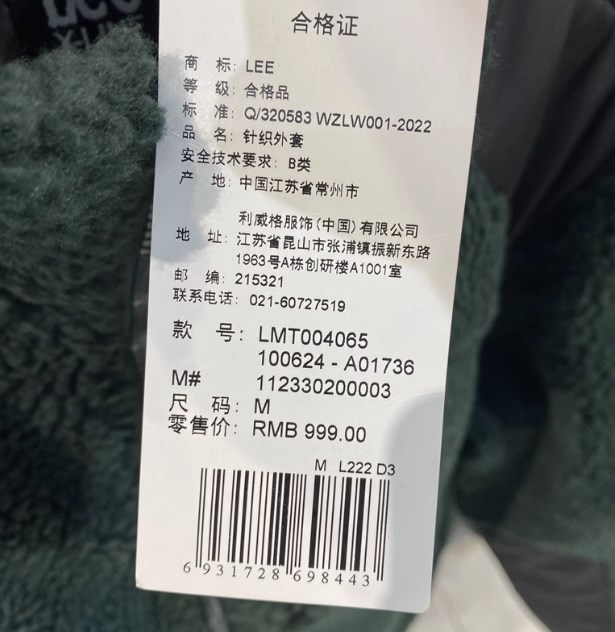 Lee
X-LINE
合格证
商 标: LEE
等 级: 合格品
标 准: Q/320583 WZLW001-2022
品 名: 针织外套
安全技术要求: B类
产 地: 中国江苏省常州市
利威格服饰(中国)有限公司
地 址: 江苏省昆山市张浦镇振新东路
1963号A栋创研楼A1001室
邮 编: 215321
联系电话: 021-60727519
款 号: LMT004065
100624 - A01736
M# 112330200003
尺 码: M
零售价: RMB 999.00
M L222 D3
6 931728 698443